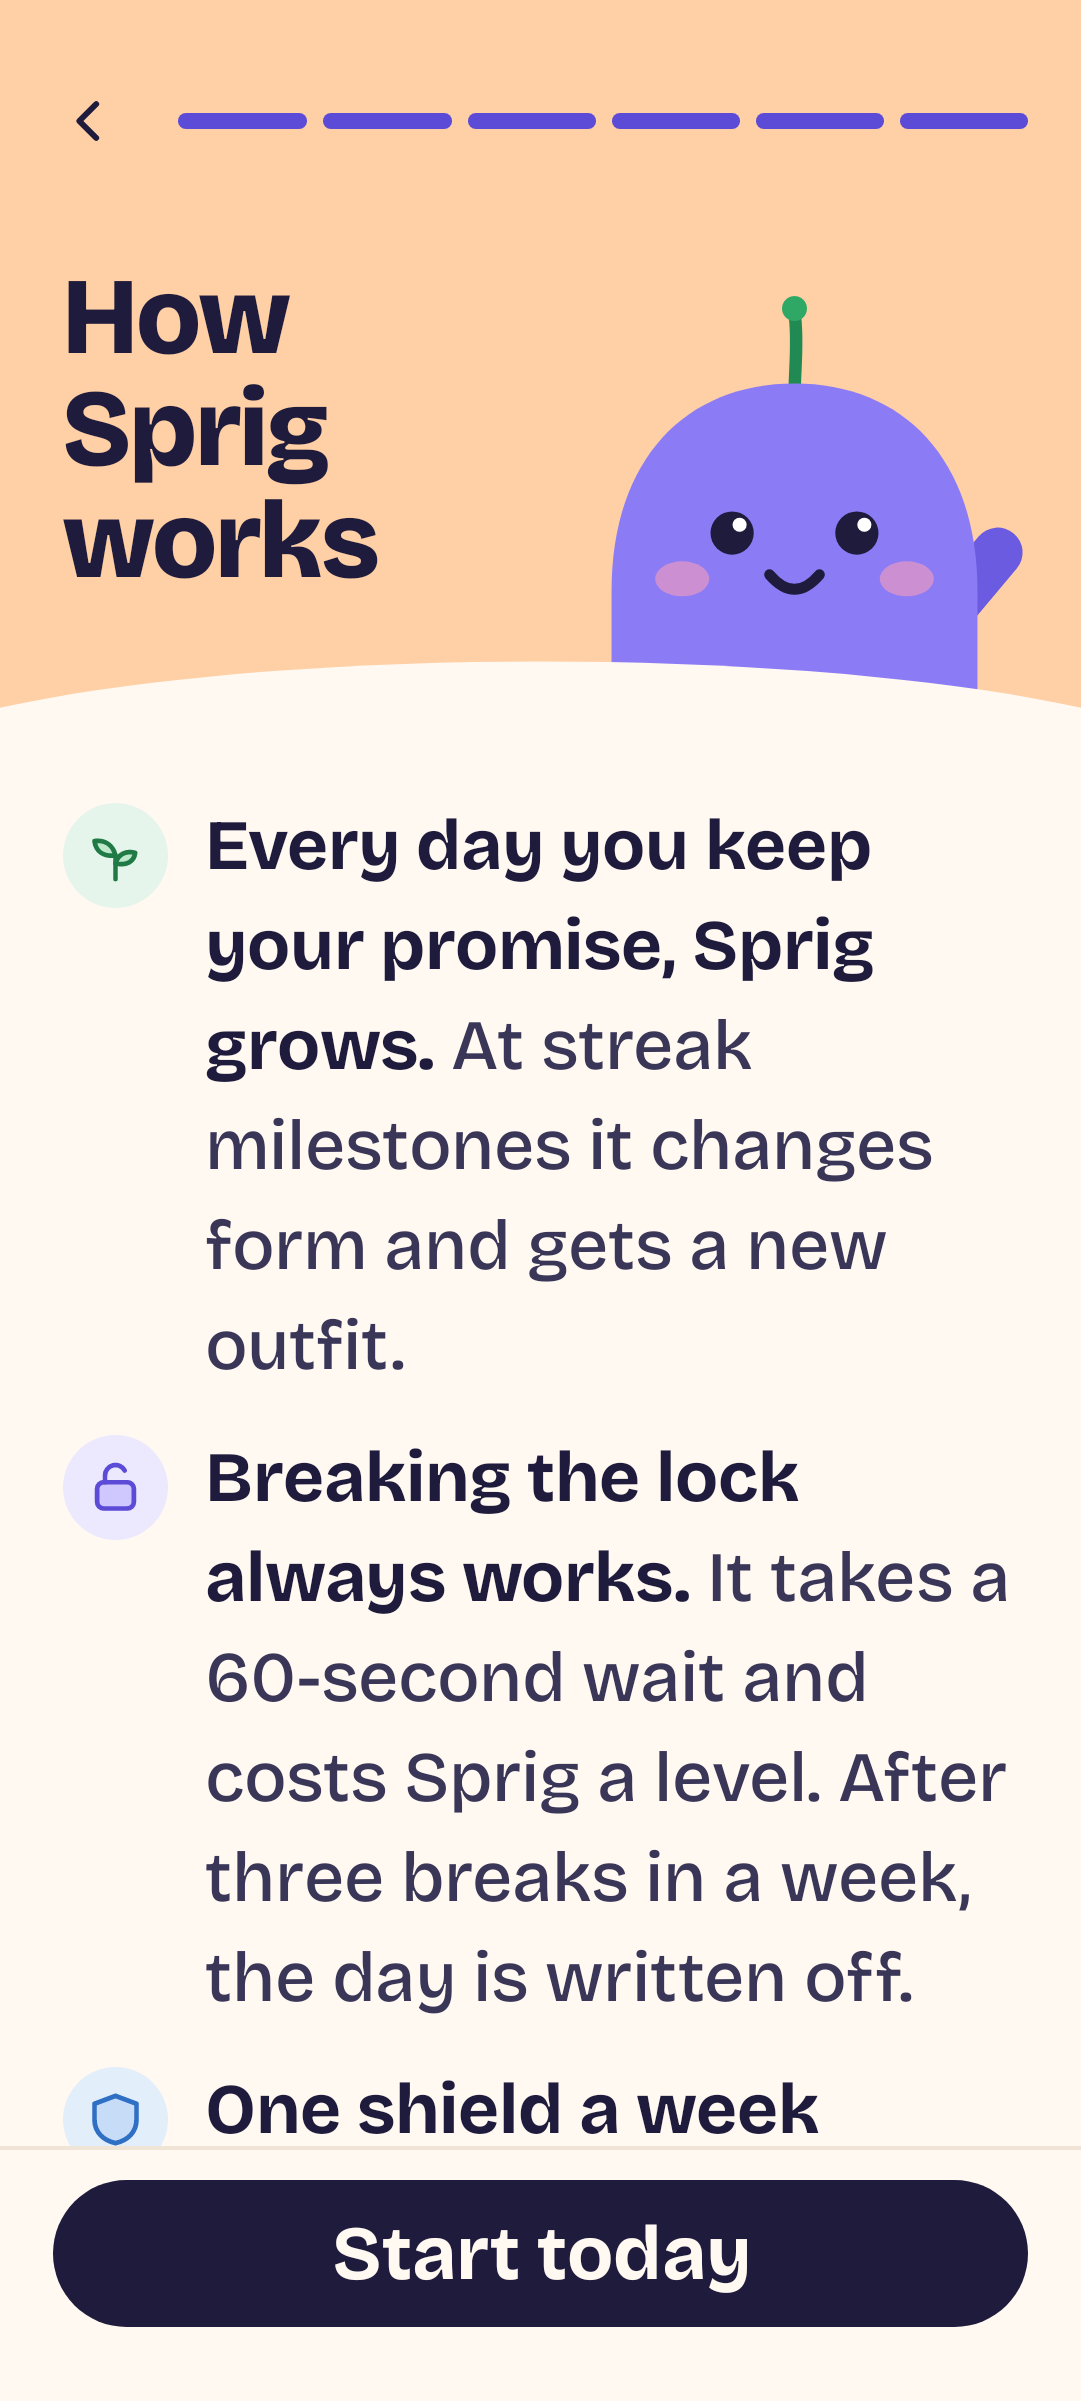 How
Sprig
works
Every day you keep
your promise, Sprig
grows. At streak
milestones it changes
form and gets a new
outfit.
Breaking the lock
always works. It takes a
60-second wait and
costs Sprig a level. After
three breaks in a week,
the day is written off.
One shield a week
Start today